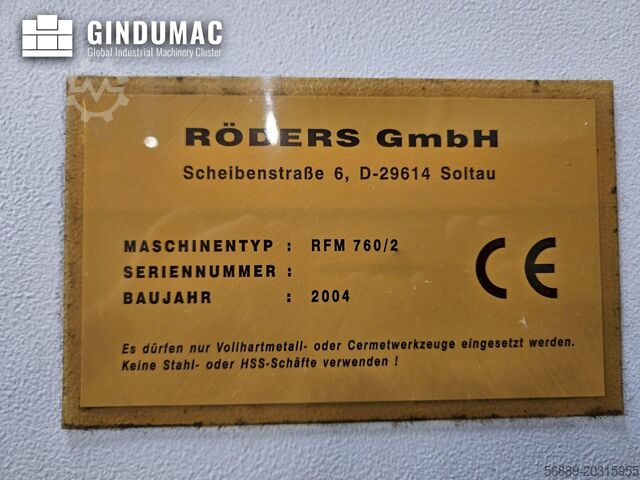 GINDUMAC
Global Industrial Machinery Cluster
RÖDERS GmbH
Scheibenstraße 6, D-29614 Soltau
MASCHINENTYP : RFM 760/2
SERIENNUMMER :
BAUJAHR : 2004
CE
Es dürfen nur Vollhartmetall- oder Cermetwerkzeuge eingesetzt werden.
Keine Stahl- oder HSS-Schäfte verwenden !
56889-20315955